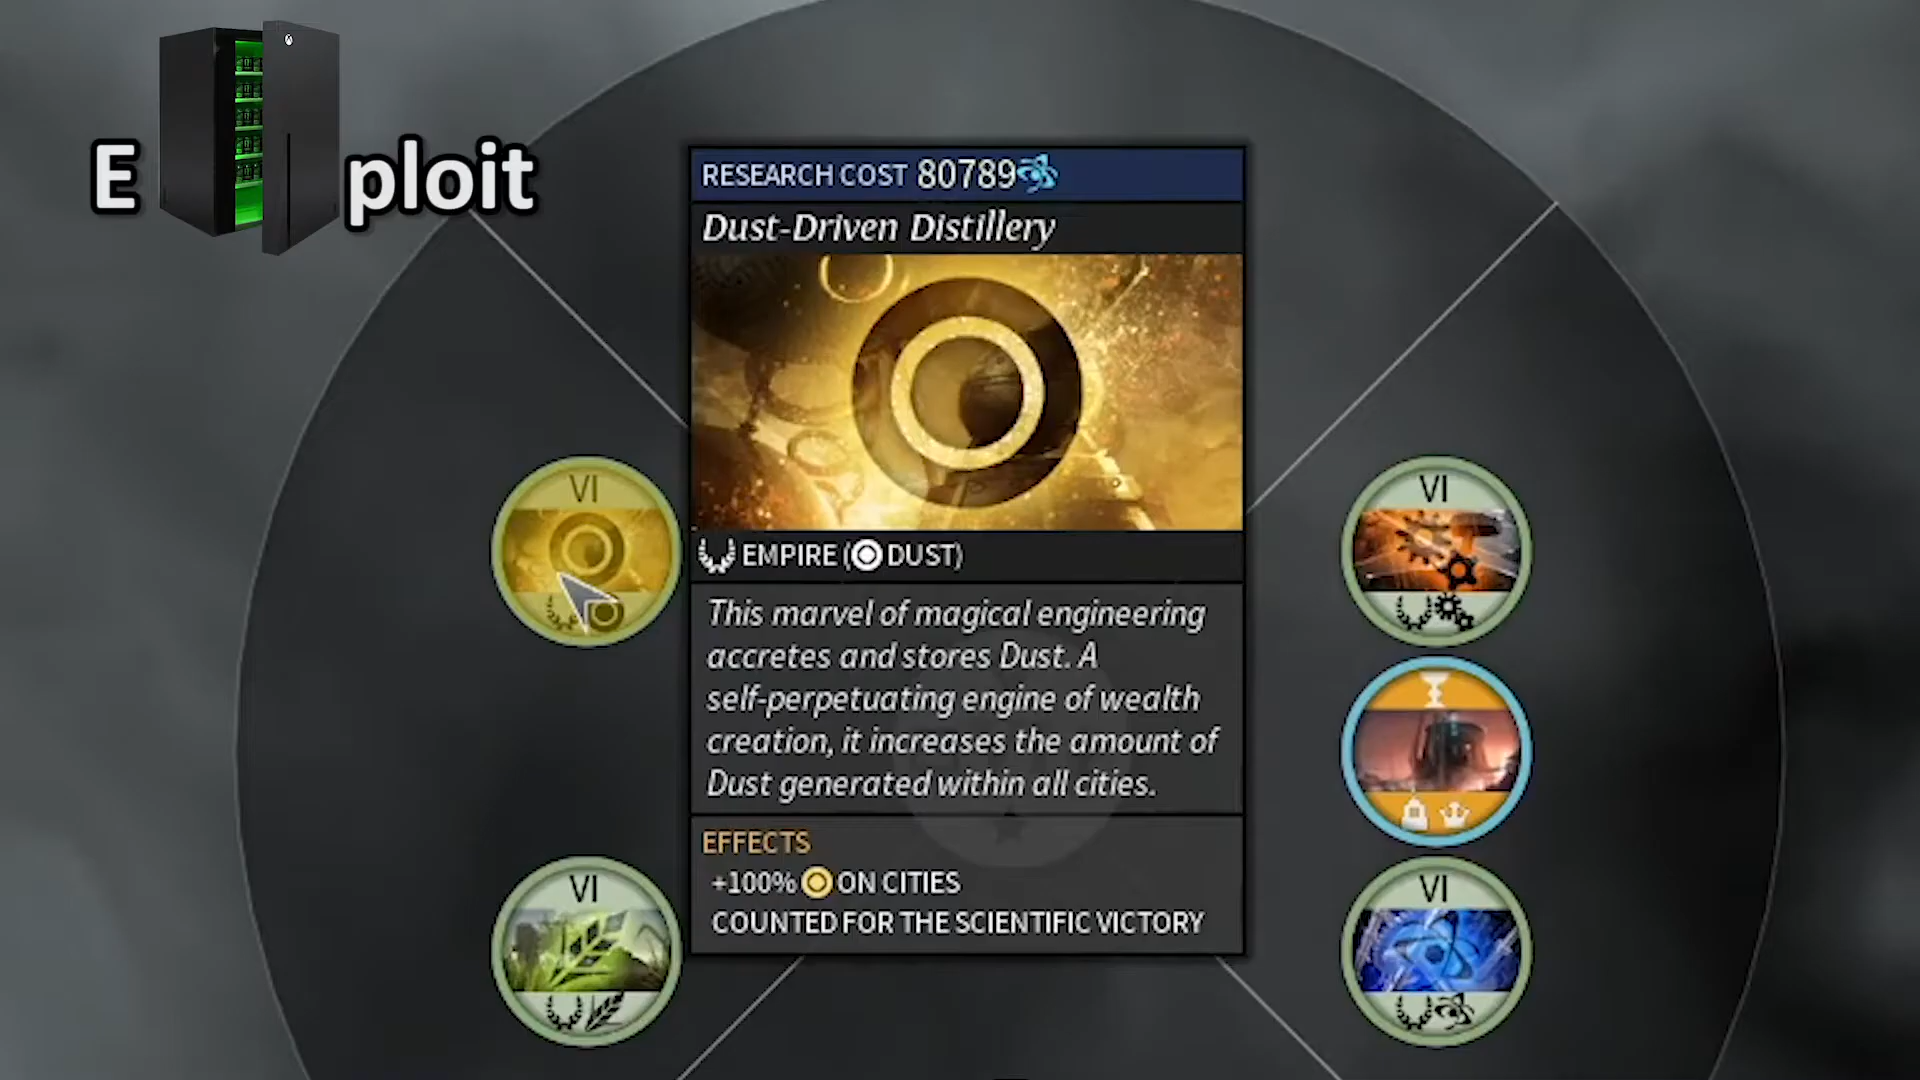 E ploit
RESEARCH COST 80789
Dust-Driven Distillery
EMPIRE ( DUST)
This marvel of magical engineering
accretes and stores Dust. A
self-perpetuating engine of wealth
creation, it increases the amount of
Dust generated within all cities.
EFFECTS
+100% ON CITIES
COUNTED FOR THE SCIENTIFIC VICTORY
VI
VI
VI
VI